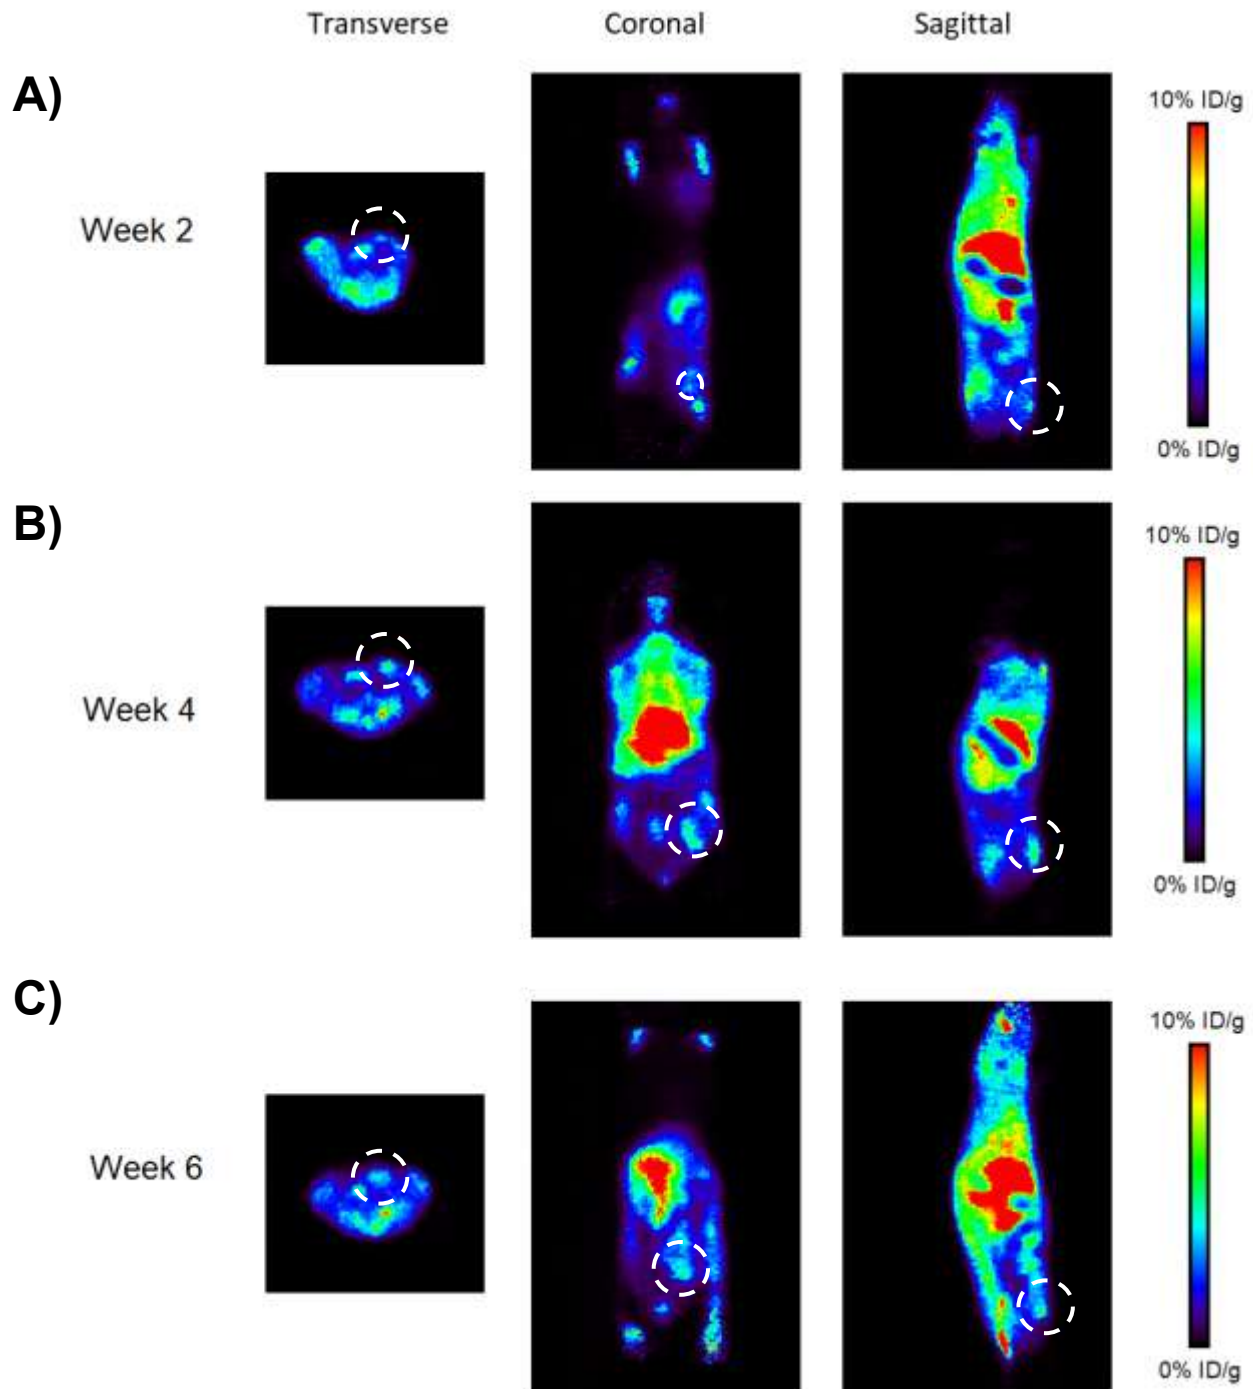 Transverse Coronal Sagittal
A)
10% ID/g
Week 2
0% ID/g
B)
10% ID/g
Week 4
0% ID/g
C)
10% ID/g
Week 6
0% ID/g